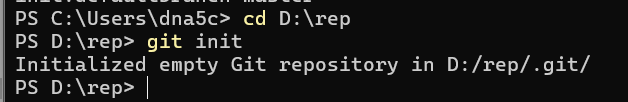 PS C:\Users\dna5c> cd D:\rep
PS D:\rep> git init
Initialized empty Git repository in D:/rep/.git/
PS D:\rep>